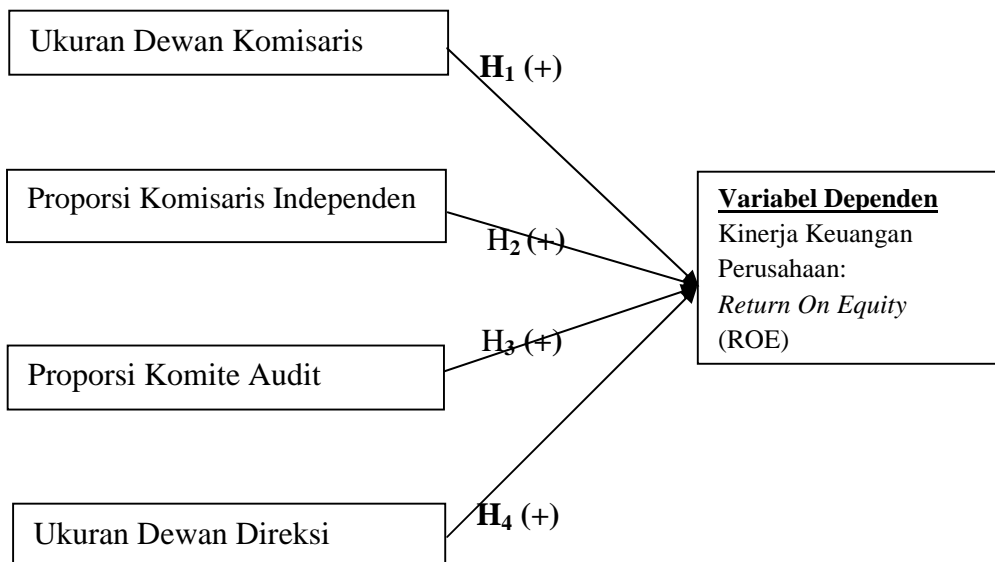 Ukuran Dewan Komisaris
H1 (+)
Proporsi Komisaris Independen
H2 (+)
Variabel Dependen
Kinerja Keuangan
Perusahaan:
Return On Equity
(ROE)
H3 (+)
Proporsi Komite Audit
H4 (+)
Ukuran Dewan Direksi